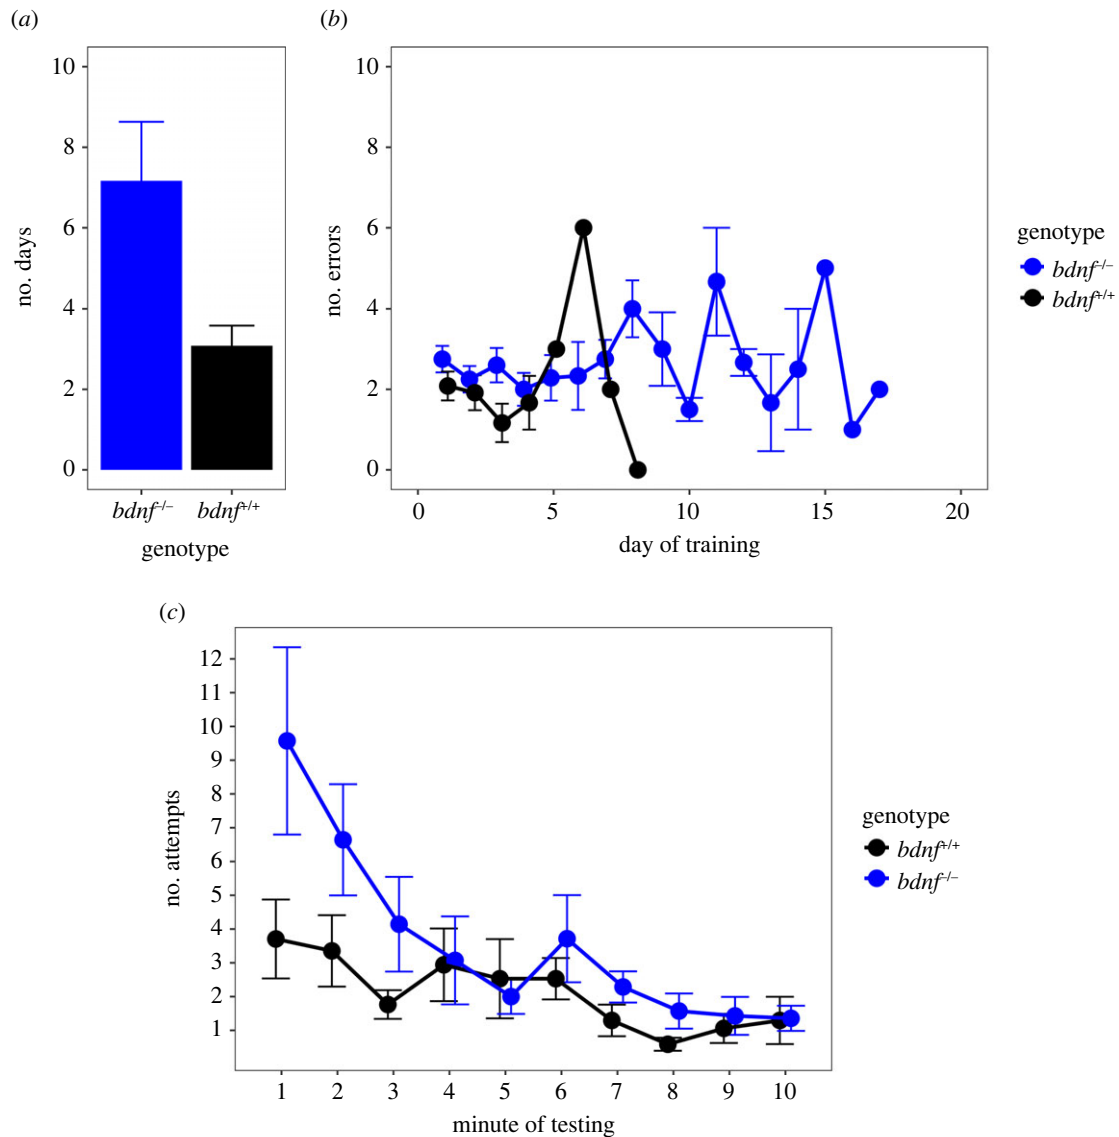 (a)
10
8
6
4
2
0
no. days
bdnf⁻/⁻ bdnf⁺/⁺
genotype
(b)
10
8
6
4
2
0
no. errors
0 5 10 15 20
day of training
genotype
bdnf⁻/⁻
bdnf⁺/⁺
(c)
12
11
10
9
8
7
6
5
4
3
2
1
no. attempts
1 2 3 4 5 6 7 8 9 10
minute of testing
genotype
bdnf⁺/⁺
bdnf⁻/⁻